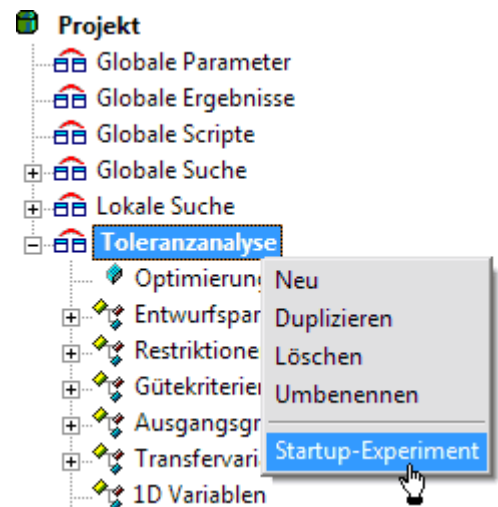 Projekt
Globale Parameter
Globale Ergebnisse
Globale Scripte
Globale Suche
Lokale Suche
Toleranzanalyse
Optimierun
Entwurfspar
Restriktione
Gütekriterie
Ausgangsgr
Transfervari
1D Variablen
Neu
Duplizieren
Löschen
Umbenennen
Startup-Experiment